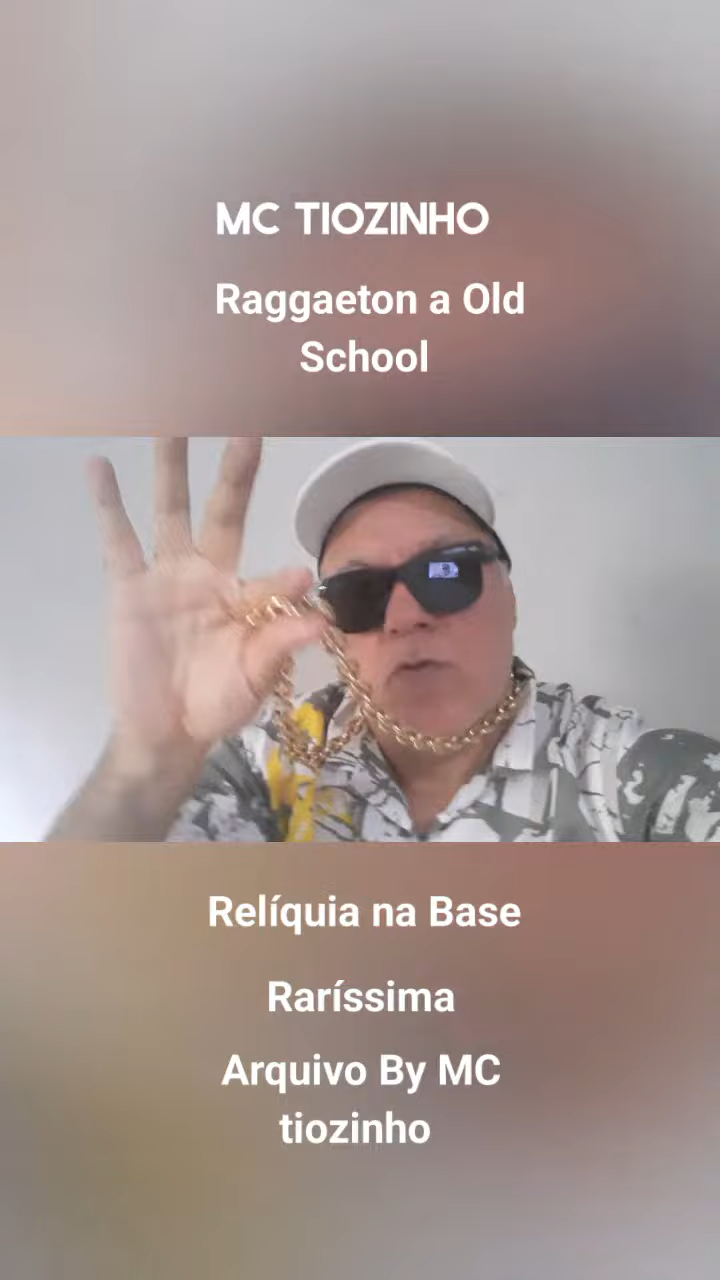 MC TIOZINHO
Raggaeton a Old
School
Relíquia na Base
Raríssima
Arquivo By MC
tiozinho